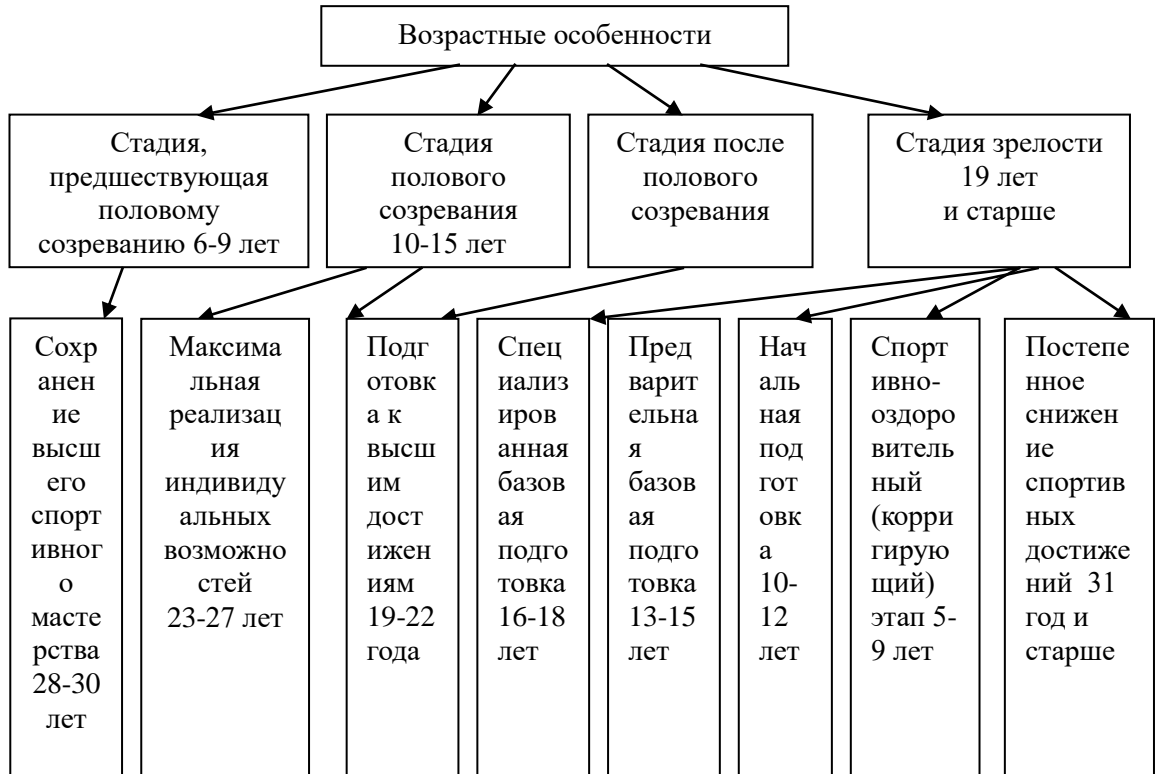 Возрастные особенности
Стадия,
предшествующая
половому
созреванию 6-9 лет
Стадия
полового
созревания
10-15 лет
Стадия после
полового
созревания
Стадия зрелости
19 лет
и старше
Сохр
анен
ие
высш
его
спорт
ивног
о
масте
рства
28-30
лет
Максима
льная
реализац
ия
индивиду
альных
возможно
стей
23-27 лет
Подг
отовк
а к
высш
им
дост
ижен
иям
19-22
года
Спец
иализ
иров
анная
базов
ая
подго
товка
16-18
лет
Пред
варит
ельна
я
базов
ая
подго
товка
13-15
лет
Нач
аль
ная
под
гот
овк
а
10-
12
лет
Спорт
ивно-
оздоро
витель
ный
(корри
гирую
щий)
этап 5-
9 лет
Постепе
нное
снижен
ие
спортив
ных
достиже
ний 31
год и
старше